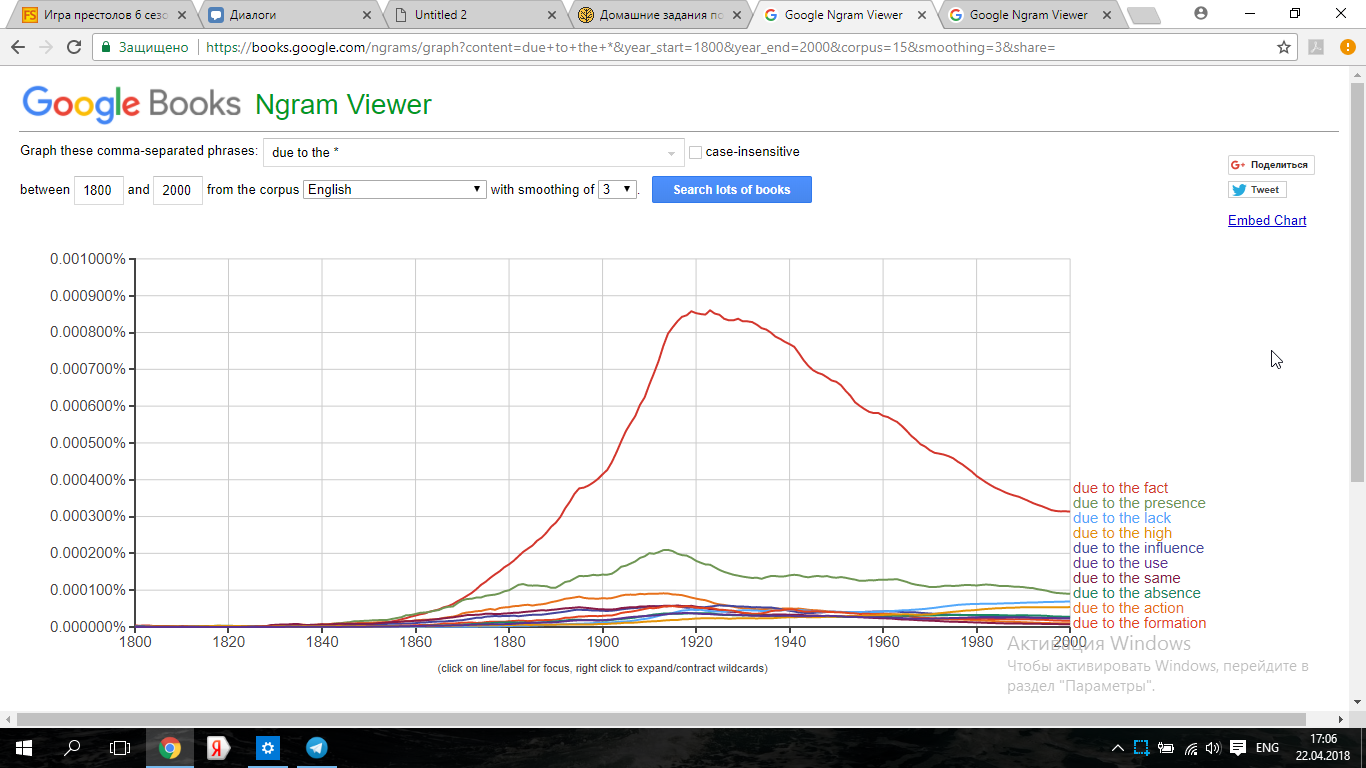 Игра престолов 6 сезо
Диалоги
Untitled 2
Домашние задания по
Google Ngram Viewer
Google Ngram Viewer
Защищено
https://books.google.com/ngrams/graph?content=due+to+the+*&year_start=1800&year_end=2000&corpus=15&smoothing=3&share=
Google Books Ngram Viewer
Graph these comma-separated phrases: due to the * case-insensitive
between 1800 and 2000 from the corpus English with smoothing of 3 . Search lots of books
Поделиться
Tweet
Embed Chart
0.001000%
0.000900%
0.000800%
0.000700%
0.000600%
0.000500%
0.000400%
0.000300%
0.000200%
0.000100%
0.000000%
1800 1820 1840 1860 1880 1900 1920 1940 1960 1980 2000
due to the fact
due to the presence
due to the lack
due to the high
due to the influence
due to the use
due to the same
due to the absence
due to the action
due to the formation
(click on line/label for focus, right click to expand/contract wildcards)
Активация Windows
Чтобы активировать Windows, перейдите в
раздел "Параметры".
ENG
17:06
22.04.2018